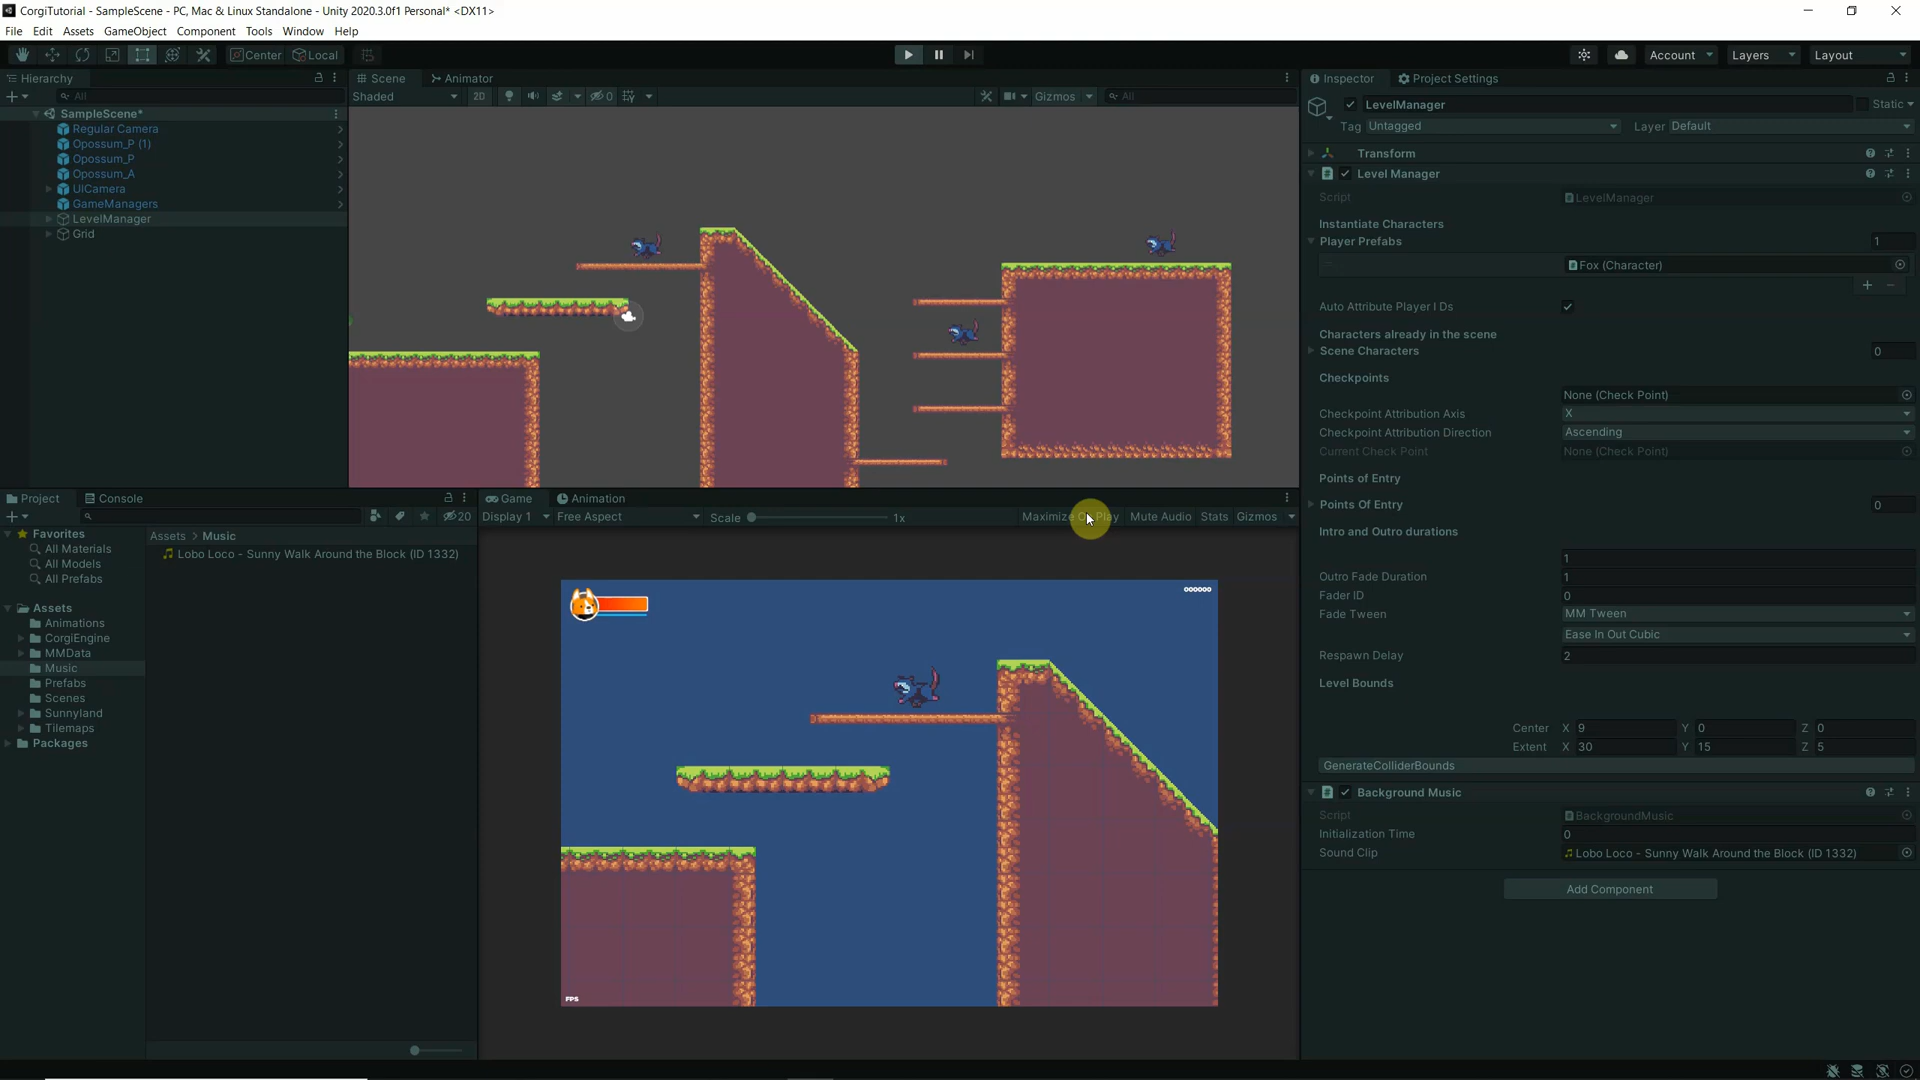 CorgiTutorial - SampleScene - PC, Mac & Linux Standalone - Unity 2020.3.0f1 Personal* <DX11>
File Edit Assets GameObject Component Tools Window Help
Center Local
Account Layers Layout
Hierarchy
All
SampleScene*
Regular Camera
Opossum_P (1)
Opossum_P
Opossum_A
UICamera
GameManagers
LevelManager
Grid
Scene Animator
Shaded 2D 0 Gizmos All
Project Console
20
Favorites
All Materials
All Models
All Prefabs
Assets
Animations
CorgiEngine
MMData
Music
Prefabs
Scenes
Sunnyland
Tilemaps
Packages
Assets > Music
Lobo Loco - Sunny Walk Around the Block (ID 1332)
Game Animation
Display 1 Free Aspect Scale 1x Maximize On Play Mute Audio Stats Gizmos
000000
FPS
Inspector Project Settings
LevelManager Static
Tag Untagged Layer Default
Transform
Level Manager
Script LevelManager
Instantiate Characters
Player Prefabs 1
Fox (Character)
Auto Attribute Player I Ds
Characters already in the scene
Scene Characters 0
Checkpoints
None (Check Point)
Checkpoint Attribution Axis X
Checkpoint Attribution Direction Ascending
Current Check Point None (Check Point)
Points of Entry
Points Of Entry 0
Intro and Outro durations
1
Outro Fade Duration 1
Fader ID 0
Fade Tween MM Tween
Ease In Out Cubic
Respawn Delay 2
Level Bounds
Center X 9 Y 0 Z 0
Extent X 30 Y 15 Z 5
GenerateColliderBounds
Background Music
Script BackgroundMusic
Initialization Time 0
Sound Clip Lobo Loco - Sunny Walk Around the Block (ID 1332)
Add Component